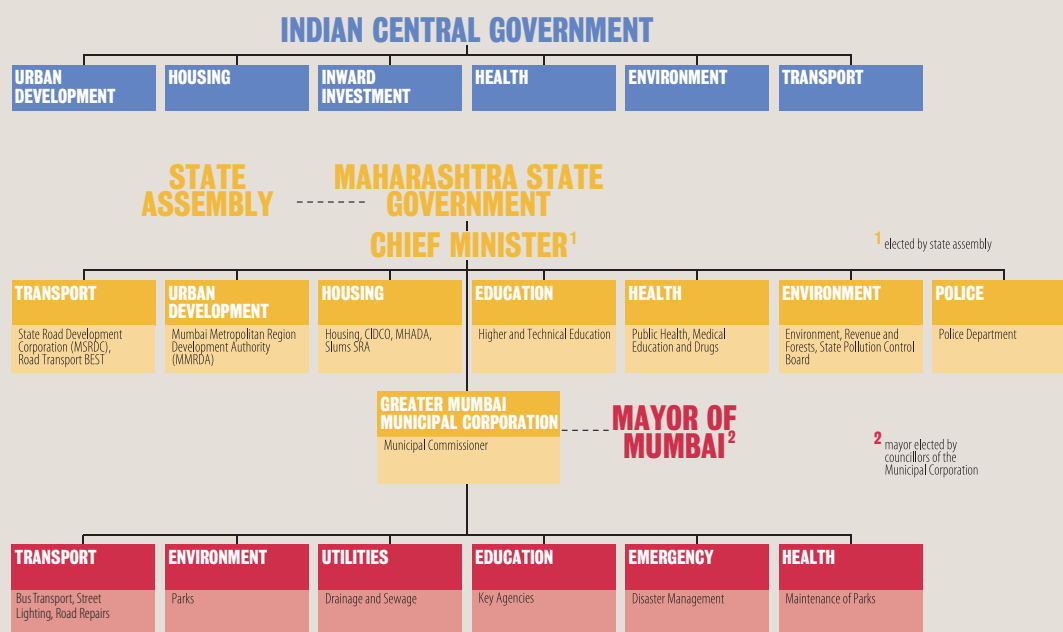 INDIAN CENTRAL GOVERNMENT
URBAN
DEVELOPMENT
HOUSING
INWARD
INVESTMENT
HEALTH
ENVIRONMENT
TRANSPORT
STATE
ASSEMBLY
MAHARASHTRA STATE
GOVERNMENT
CHIEF MINISTER1
1 elected by state assembly
TRANSPORT
State Road Development
Corporation (MSRDC),
Road Transport BEST
URBAN
DEVELOPMENT
Mumbai Metropolitan Region
Development Authority
(MMRDA)
HOUSING
Housing, CIDCO, MHADA,
Slums SRA
EDUCATION
Higher and Technical Education
HEALTH
Public Health, Medical
Education and Drugs
ENVIRONMENT
Environment, Revenue and
Forests, State Pollution Control
Board
POLICE
Police Department
GREATER MUMBAI
MUNICIPAL CORPORATION
Municipal Commissioner
MAYOR OF
MUMBAI2
2 mayor elected by
councillors of the
Municipal Corporation
TRANSPORT
Bus Transport, Street
Lighting, Road Repairs
ENVIRONMENT
Parks
UTILITIES
Drainage and Sewage
EDUCATION
Key Agencies
EMERGENCY
Disaster Management
HEALTH
Maintenance of Parks